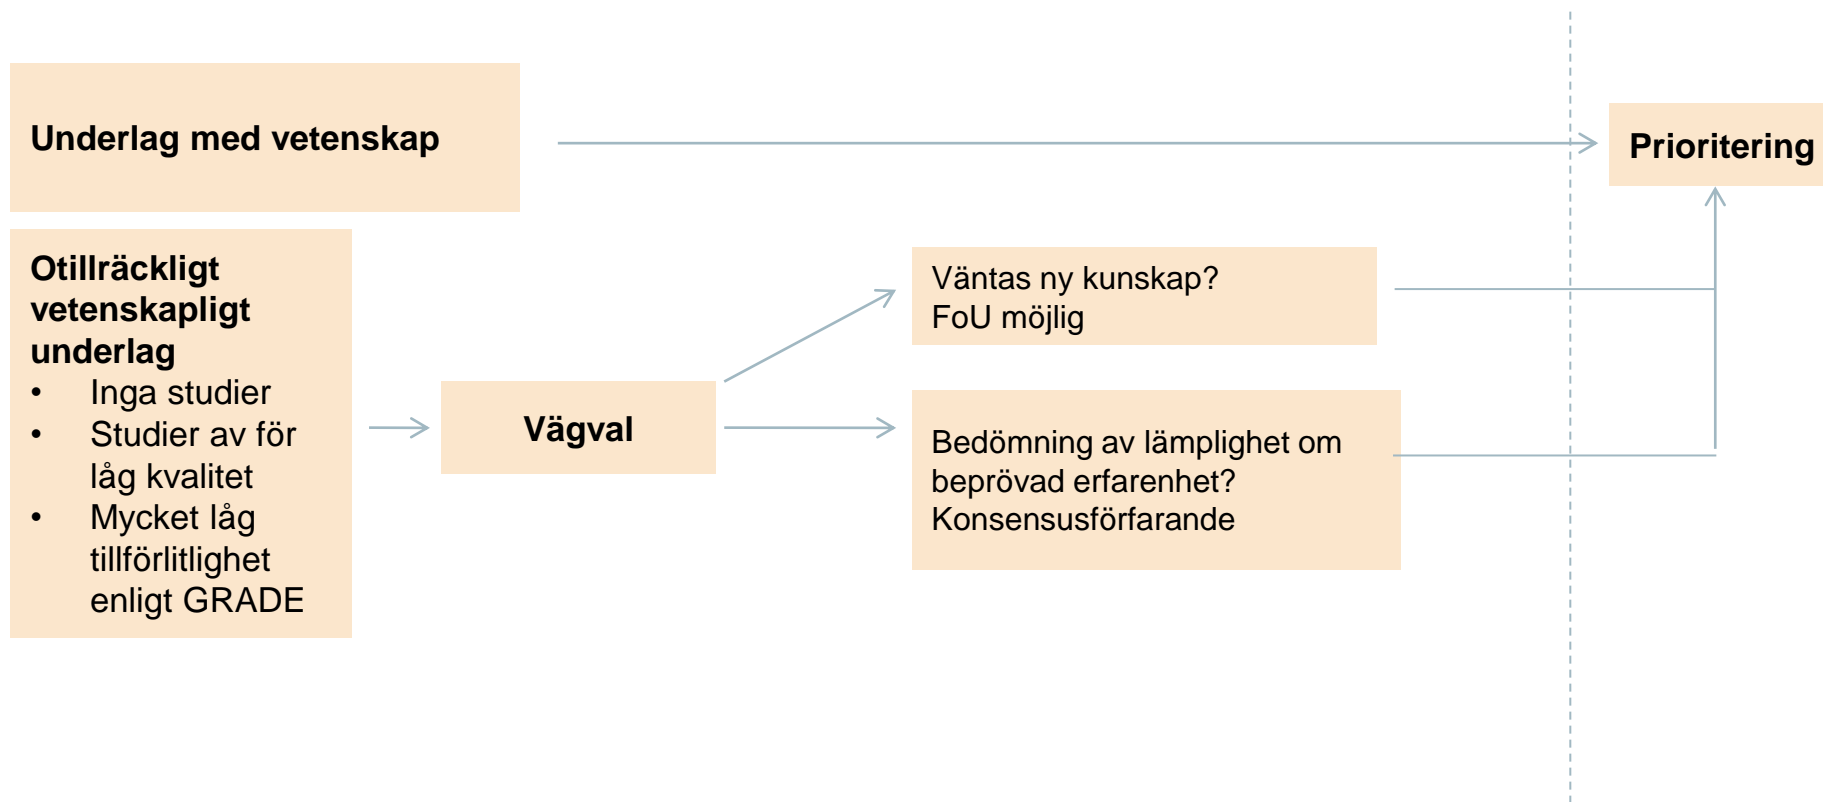 Underlag med vetenskap
Prioritering
Otillräckligt
vetenskapligt
underlag
• Inga studier
• Studier av för
låg kvalitet
• Mycket låg
tillförlitlighet
enligt GRADE
Vägval
Väntas ny kunskap?
FoU möjlig
Bedömning av lämplighet om
beprövad erfarenhet?
Konsensusförfarande